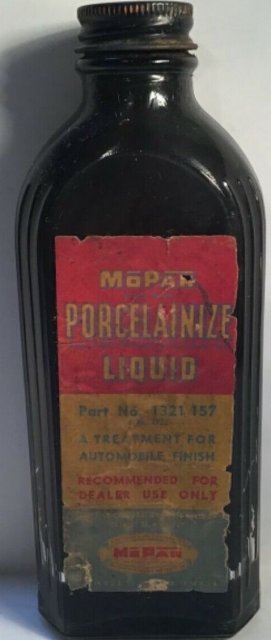 MOPAR
PORCELAINIZE
LIQUID
Part No. 1321 157
A TREATMENT FOR
AUTOMOBILE FINISH
RECOMMENDED FOR
DEALER USE ONLY
MOPAR